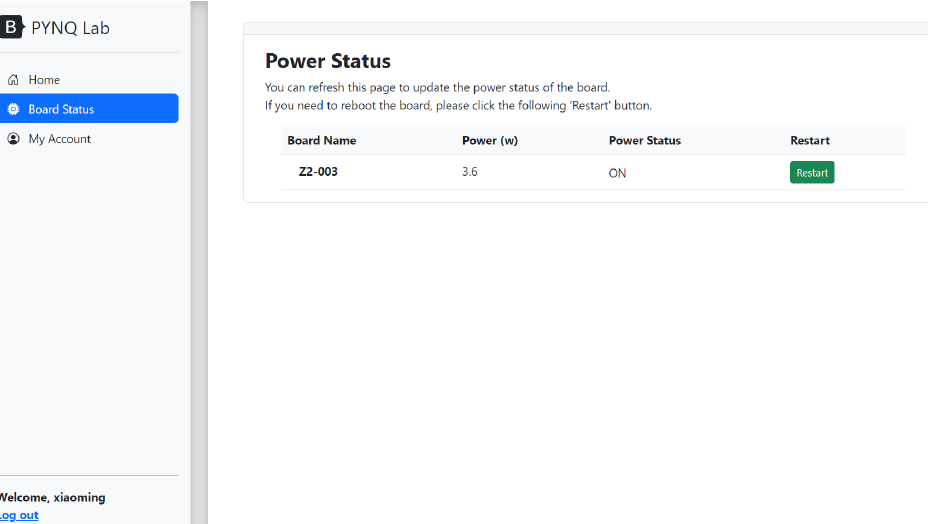 B PYNQ Lab
Home
Board Status
My Account
Welcome, xiaoming
Log out
Power Status
You can refresh this page to update the power status of the board.
If you need to reboot the board, please click the following 'Restart' button.
Board Name Power (w) Power Status Restart
Z2-003 3.6 ON Restart